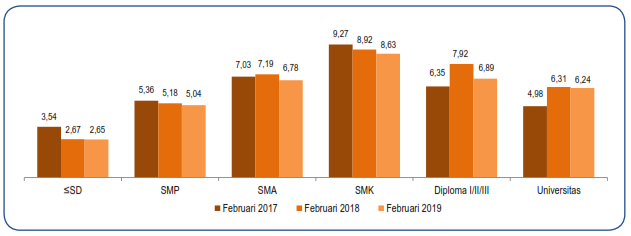 9,27 8,92 8,63
7,92
7,03 7,19 6,78 6,35 6,89
6,31 6,24
5,36 5,18 5,04 4,98
3,54
2,67 2,65
≤SD SMP SMA SMK Diploma I/II/III Universitas
Februari 2017 Februari 2018 Februari 2019